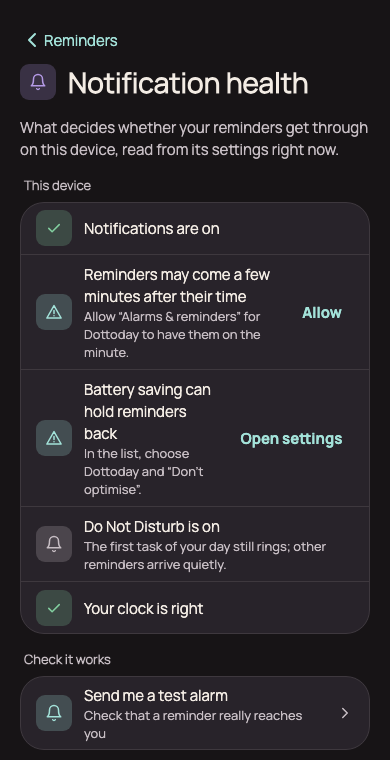 Reminders
Notification health
What decides whether your reminders get through
on this device, read from its settings right now.
This device
Notifications are on
Reminders may come a few
minutes after their time
Allow “Alarms & reminders” for
Dottoday to have them on the
minute.
Allow
Battery saving can
hold reminders
back
In the list, choose
Dottoday and “Don’t
optimise”.
Open settings
Do Not Disturb is on
The first task of your day still rings; other
reminders arrive quietly.
Your clock is right
Check it works
Send me a test alarm
Check that a reminder really reaches
you